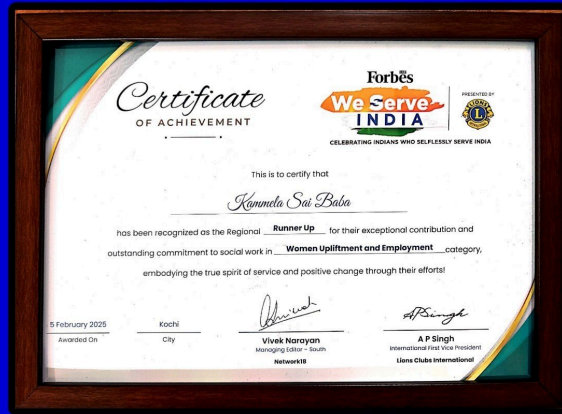 Certificate
OF ACHIEVEMENT
Forbes
We Serve
INDIA
PRESENTED BY
LIONS
L
CELEBRATING INDIANS WHO SELFLESSLY SERVE INDIA
This is to certify that
Kammela Sai Baba
has been recognized as the Regional Runner Up for their exceptional contribution and
outstanding commitment to social work in Women Upliftment and Employment category,
embodying the true spirit of service and positive change through their efforts!
5 February 2025
Awarded On
Kochi
City
Vivek Narayan
Managing Editor – South
Network18
APSingh
A P Singh
International First Vice President
Lions Clubs International